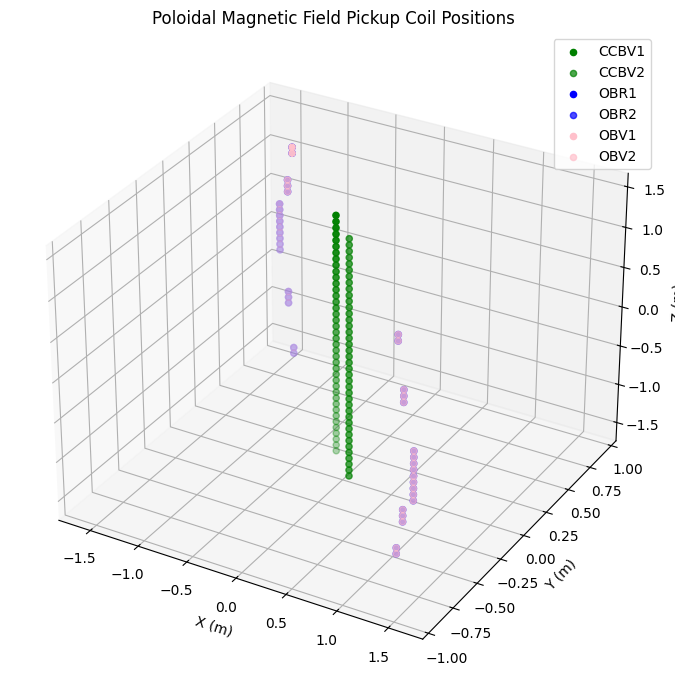 Poloidal Magnetic Field Pickup Coil Positions
CCBV1
CCBV2
OBR1
OBR2
OBV1
OBV2
1.5
1.0
0.5
0.0
−0.5
−1.0
−1.5
1.00
0.75
0.50
0.25
0.00
−0.25
−0.50
−0.75
−1.00
Y (m)
−1.5
−1.0
−0.5
0.0
0.5
1.0
1.5
X (m)